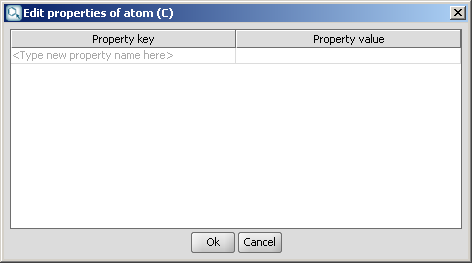 Edit properties of atom (C)
Property key Property value
<Type new property name here>
Ok Cancel